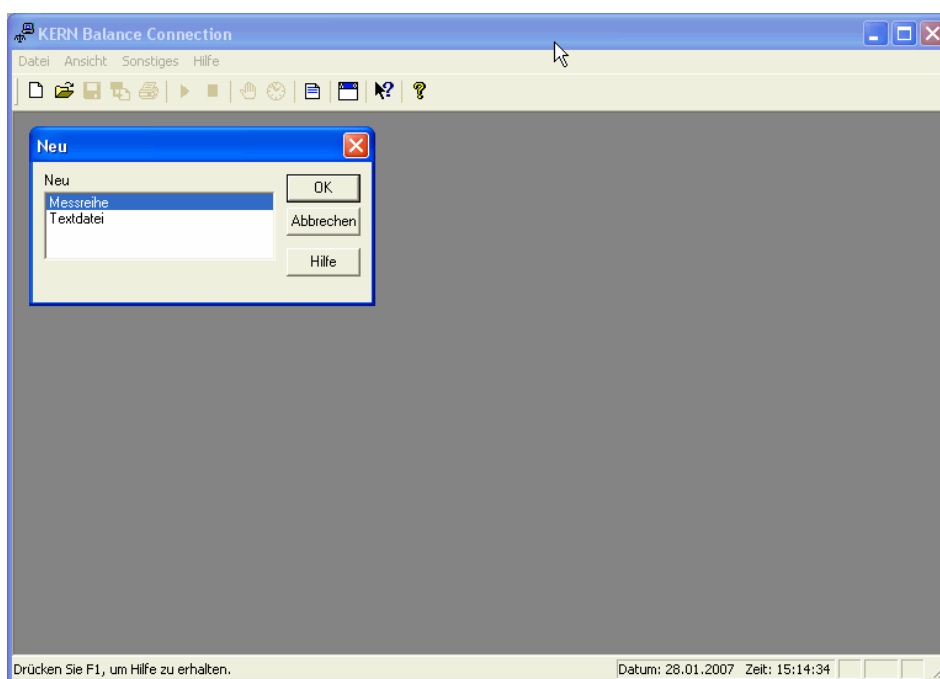 KERN Balance Connection
Datei Ansicht Sonstiges Hilfe
Neu
Neu
Messreihe
Textdatei
OK
Abbrechen
Hilfe
Drücken Sie F1, um Hilfe zu erhalten.
Datum: 28.01.2007 Zeit: 15:14:34